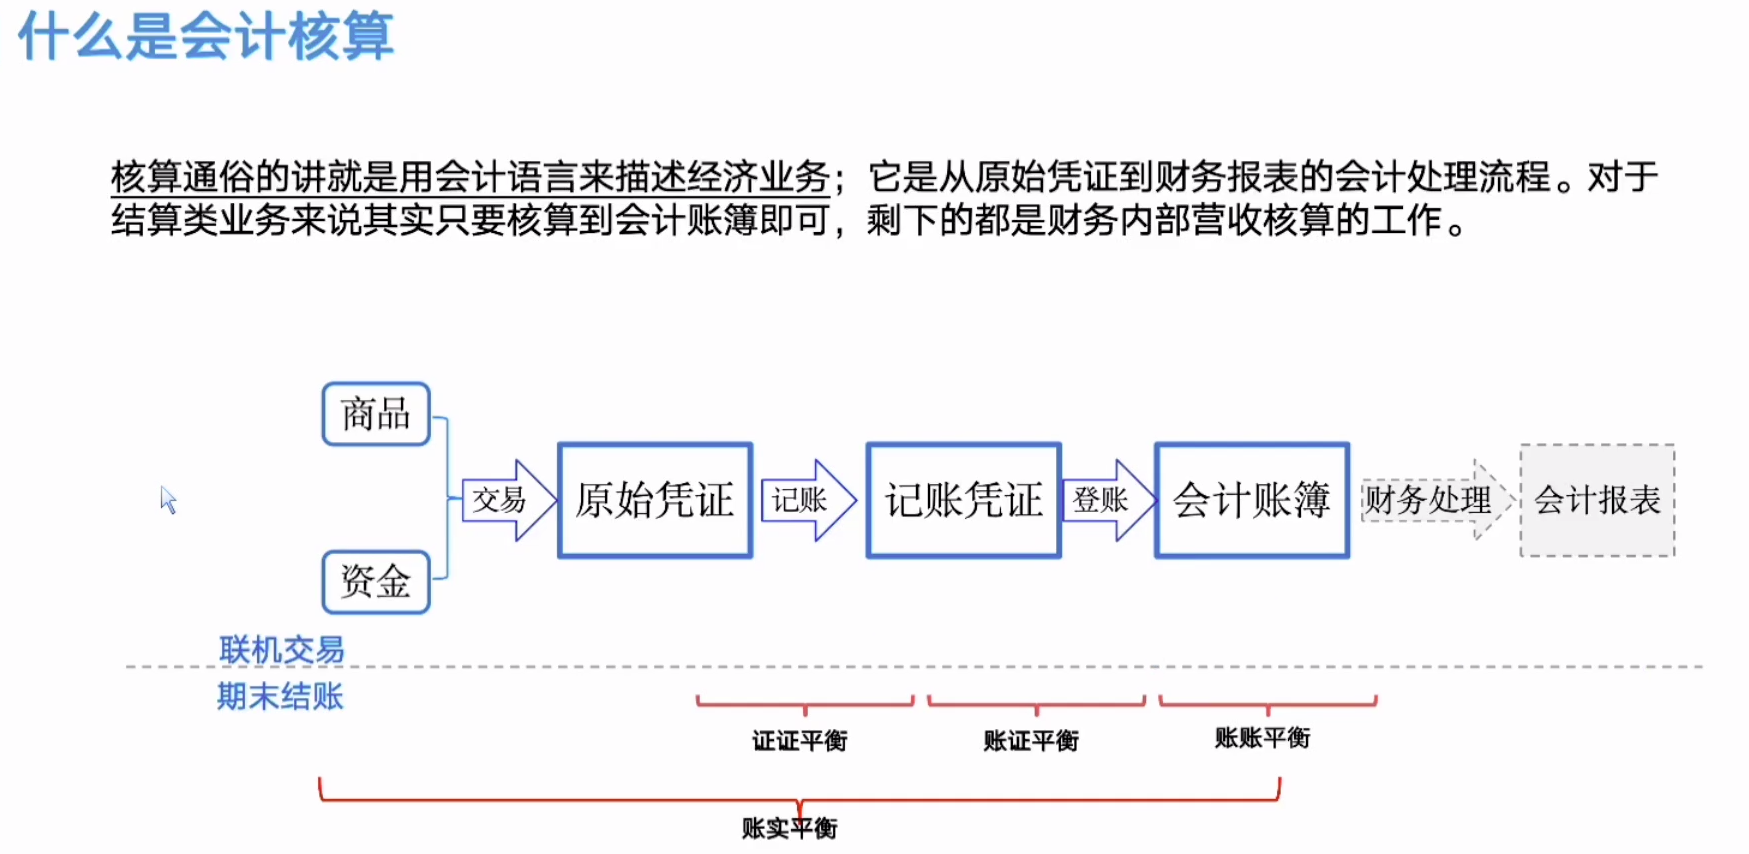 什么是会计核算
核算通俗的讲就是用会计语言来描述经济业务；它是从原始凭证到财务报表的会计处理流程。对于
结算类业务来说其实只要核算到会计账簿即可，剩下的都是财务内部营收核算的工作。
商品
资金
交易
原始凭证
记账
记账凭证
登账
会计账簿
财务处理
会计报表
联机交易
期末结账
证证平衡
账证平衡
账账平衡
账实平衡